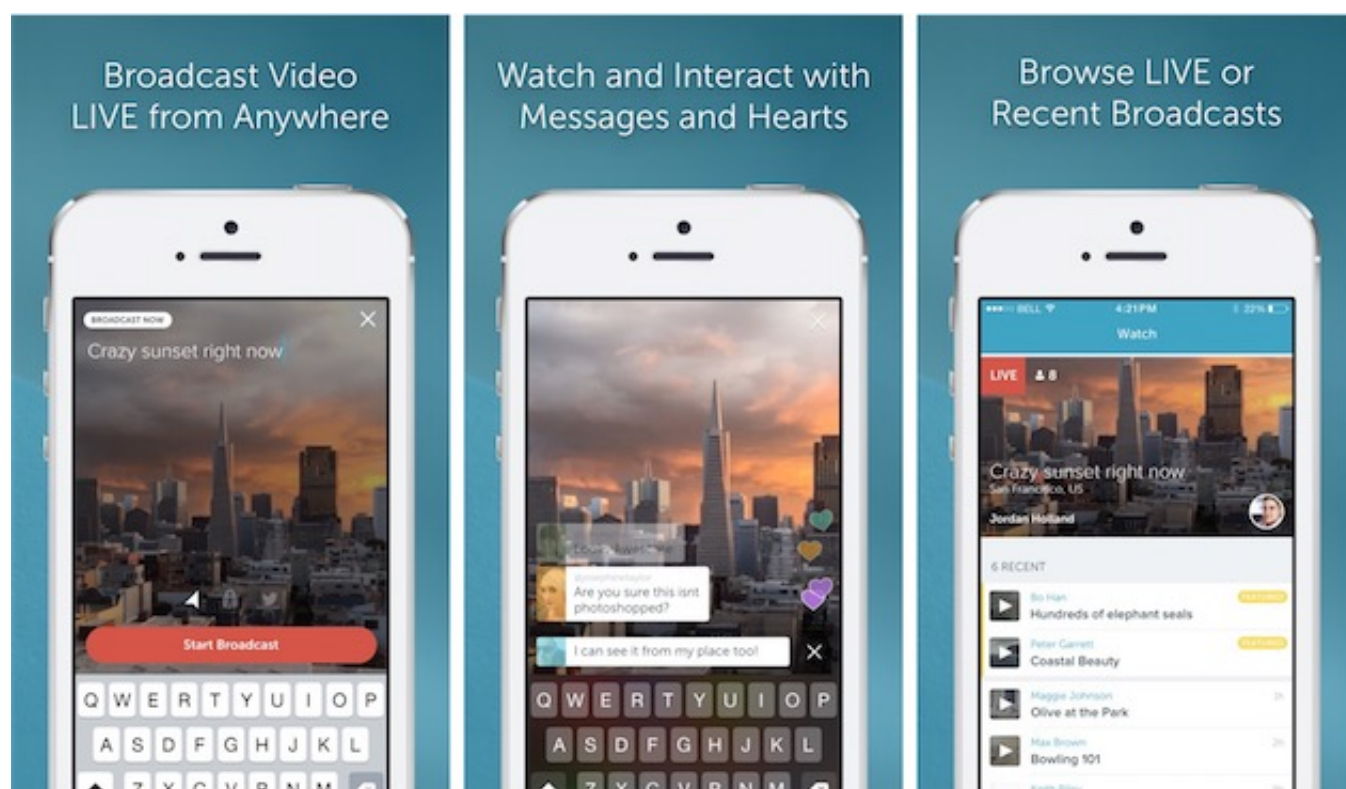 Broadcast Video
LIVE from Anywhere
BROADCAST NOW
Crazy sunset right now
Start Broadcast
Q W E R T Y U I O P
A S D F G H J K L
Z X C V B N M
Watch and Interact with
Messages and Hearts
Are you sure this isnt
photoshopped?
I can see it from my place too!
Q W E R T Y U I O P
A S D F G H J K L
Z X C V B N M
Browse LIVE or
Recent Broadcasts
BELL 4:21PM 22%
Watch
LIVE 8
Crazy sunset right now
San Francisco, US
Jordan Holland
6 RECENT
Bo Han FEATURED
Hundreds of elephant seals
Peter Garrett FEATURED
Coastal Beauty
Maggie Johnson 1h
Olive at the Park
Max Brown 2h
Bowling 101